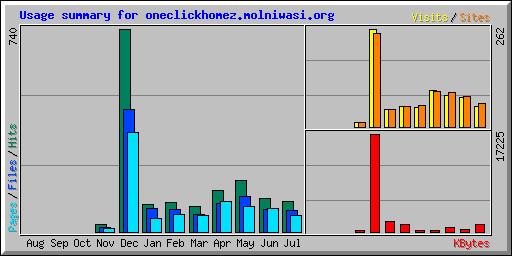 Usage summary for oneclickhomez.molniwasi.org
Visits/Sites
740
262
Pages/Files/Hits
17225
Aug Sep Oct Nov Dec Jan Feb Mar Apr May Jun Jul
KBytes